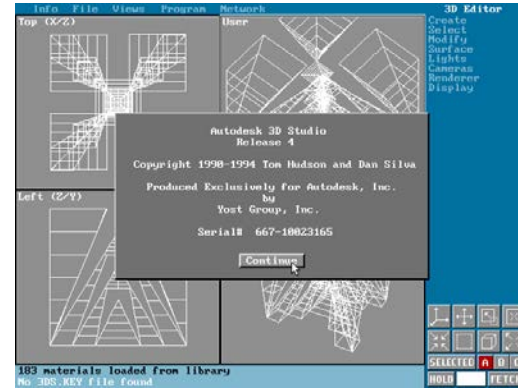 Info File Views Program Network 3D Editor
Top (X/Z)
User
Create
Select
Modify
Surface
Lights
Cameras
Renderer
Display
Autodesk 3D Studio
Release 4
Copyright 1990-1994 Tom Hudson and Dan Silva
Produced Exclusively for Autodesk, Inc.
by
Yost Group, Inc.
Serial# 667-10023165
Continue
Left (Z/Y)
SELECTED A B
HOLD FETCH
183 materials loaded from library
No 3DS.KEY file found